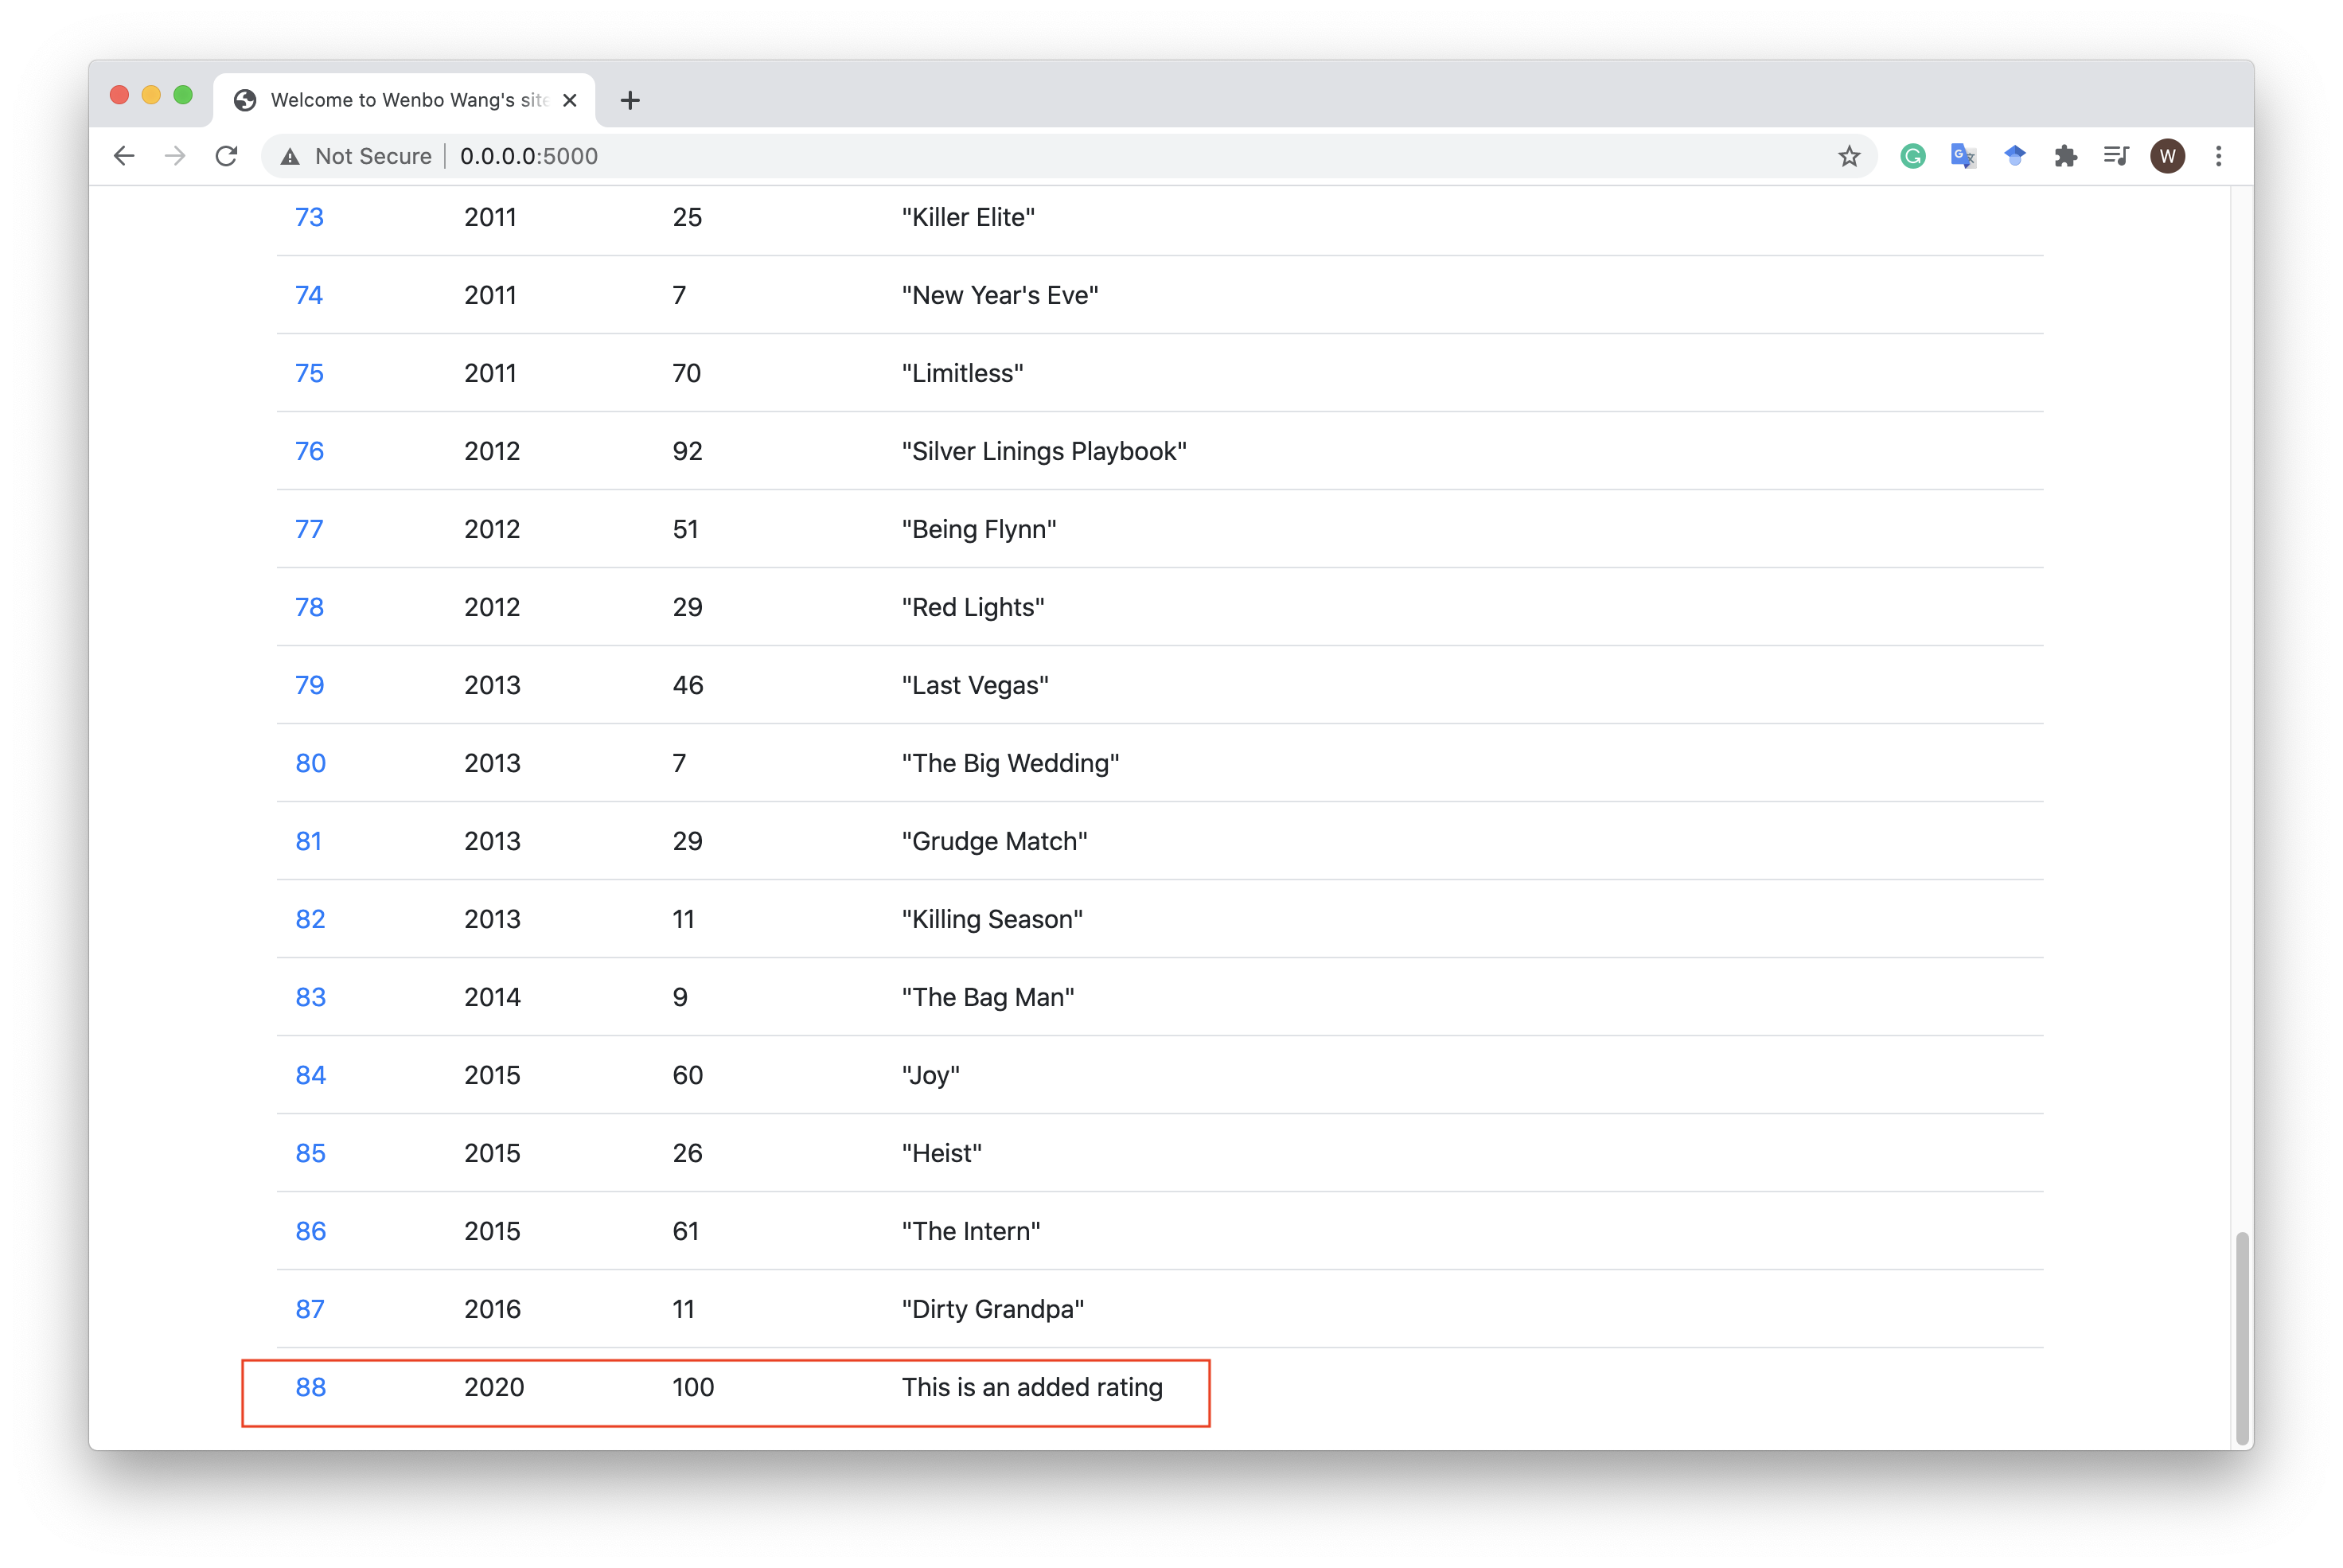 Welcome to Wenbo Wang's site
Not Secure 0.0.0.0:5000 W
73 2011 25 "Killer Elite"
74 2011 7 "New Year's Eve"
75 2011 70 "Limitless"
76 2012 92 "Silver Linings Playbook"
77 2012 51 "Being Flynn"
78 2012 29 "Red Lights"
79 2013 46 "Last Vegas"
80 2013 7 "The Big Wedding"
81 2013 29 "Grudge Match"
82 2013 11 "Killing Season"
83 2014 9 "The Bag Man"
84 2015 60 "Joy"
85 2015 26 "Heist"
86 2015 61 "The Intern"
87 2016 11 "Dirty Grandpa"
88 2020 100 This is an added rating